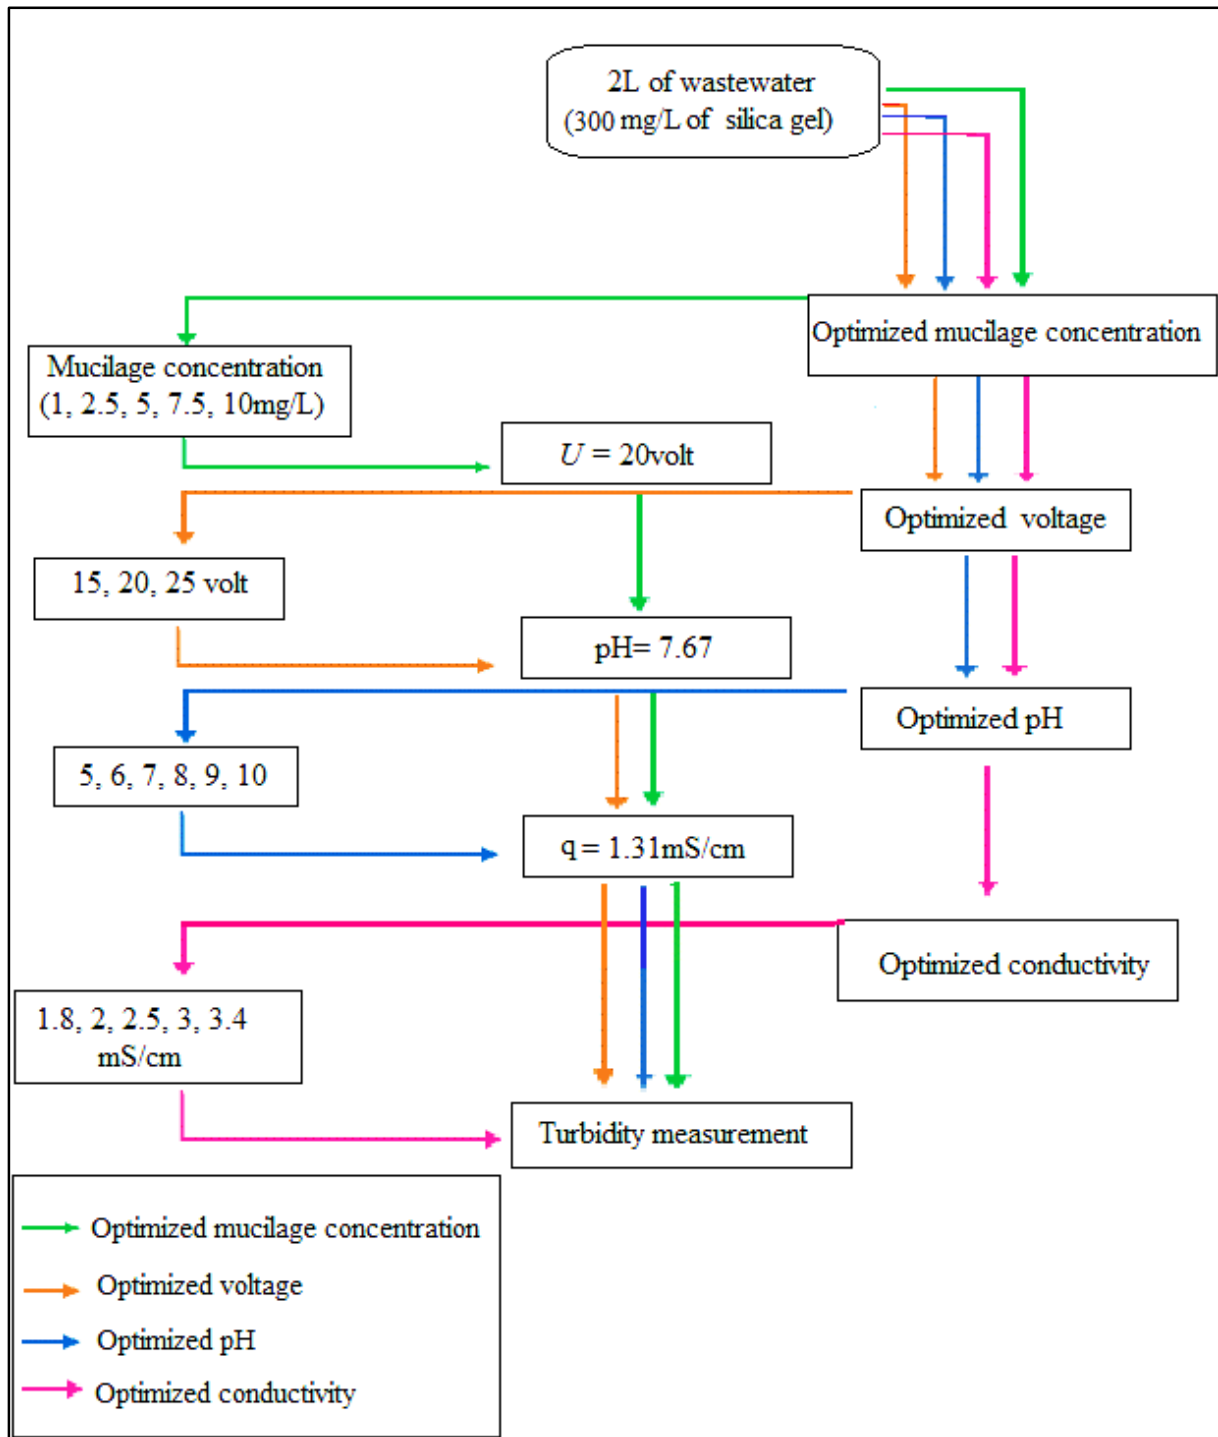 2L of wastewater
(300 mg/L of silica gel)
Optimized mucilage concentration
Mucilage concentration
(1, 2.5, 5, 7.5, 10mg/L)
U = 20volt
Optimized voltage
15, 20, 25 volt
pH= 7.67
Optimized pH
5, 6, 7, 8, 9, 10
q = 1.31mS/cm
Optimized conductivity
1.8, 2, 2.5, 3, 3.4
mS/cm
Turbidity measurement
Optimized mucilage concentration
Optimized voltage
Optimized pH
Optimized conductivity